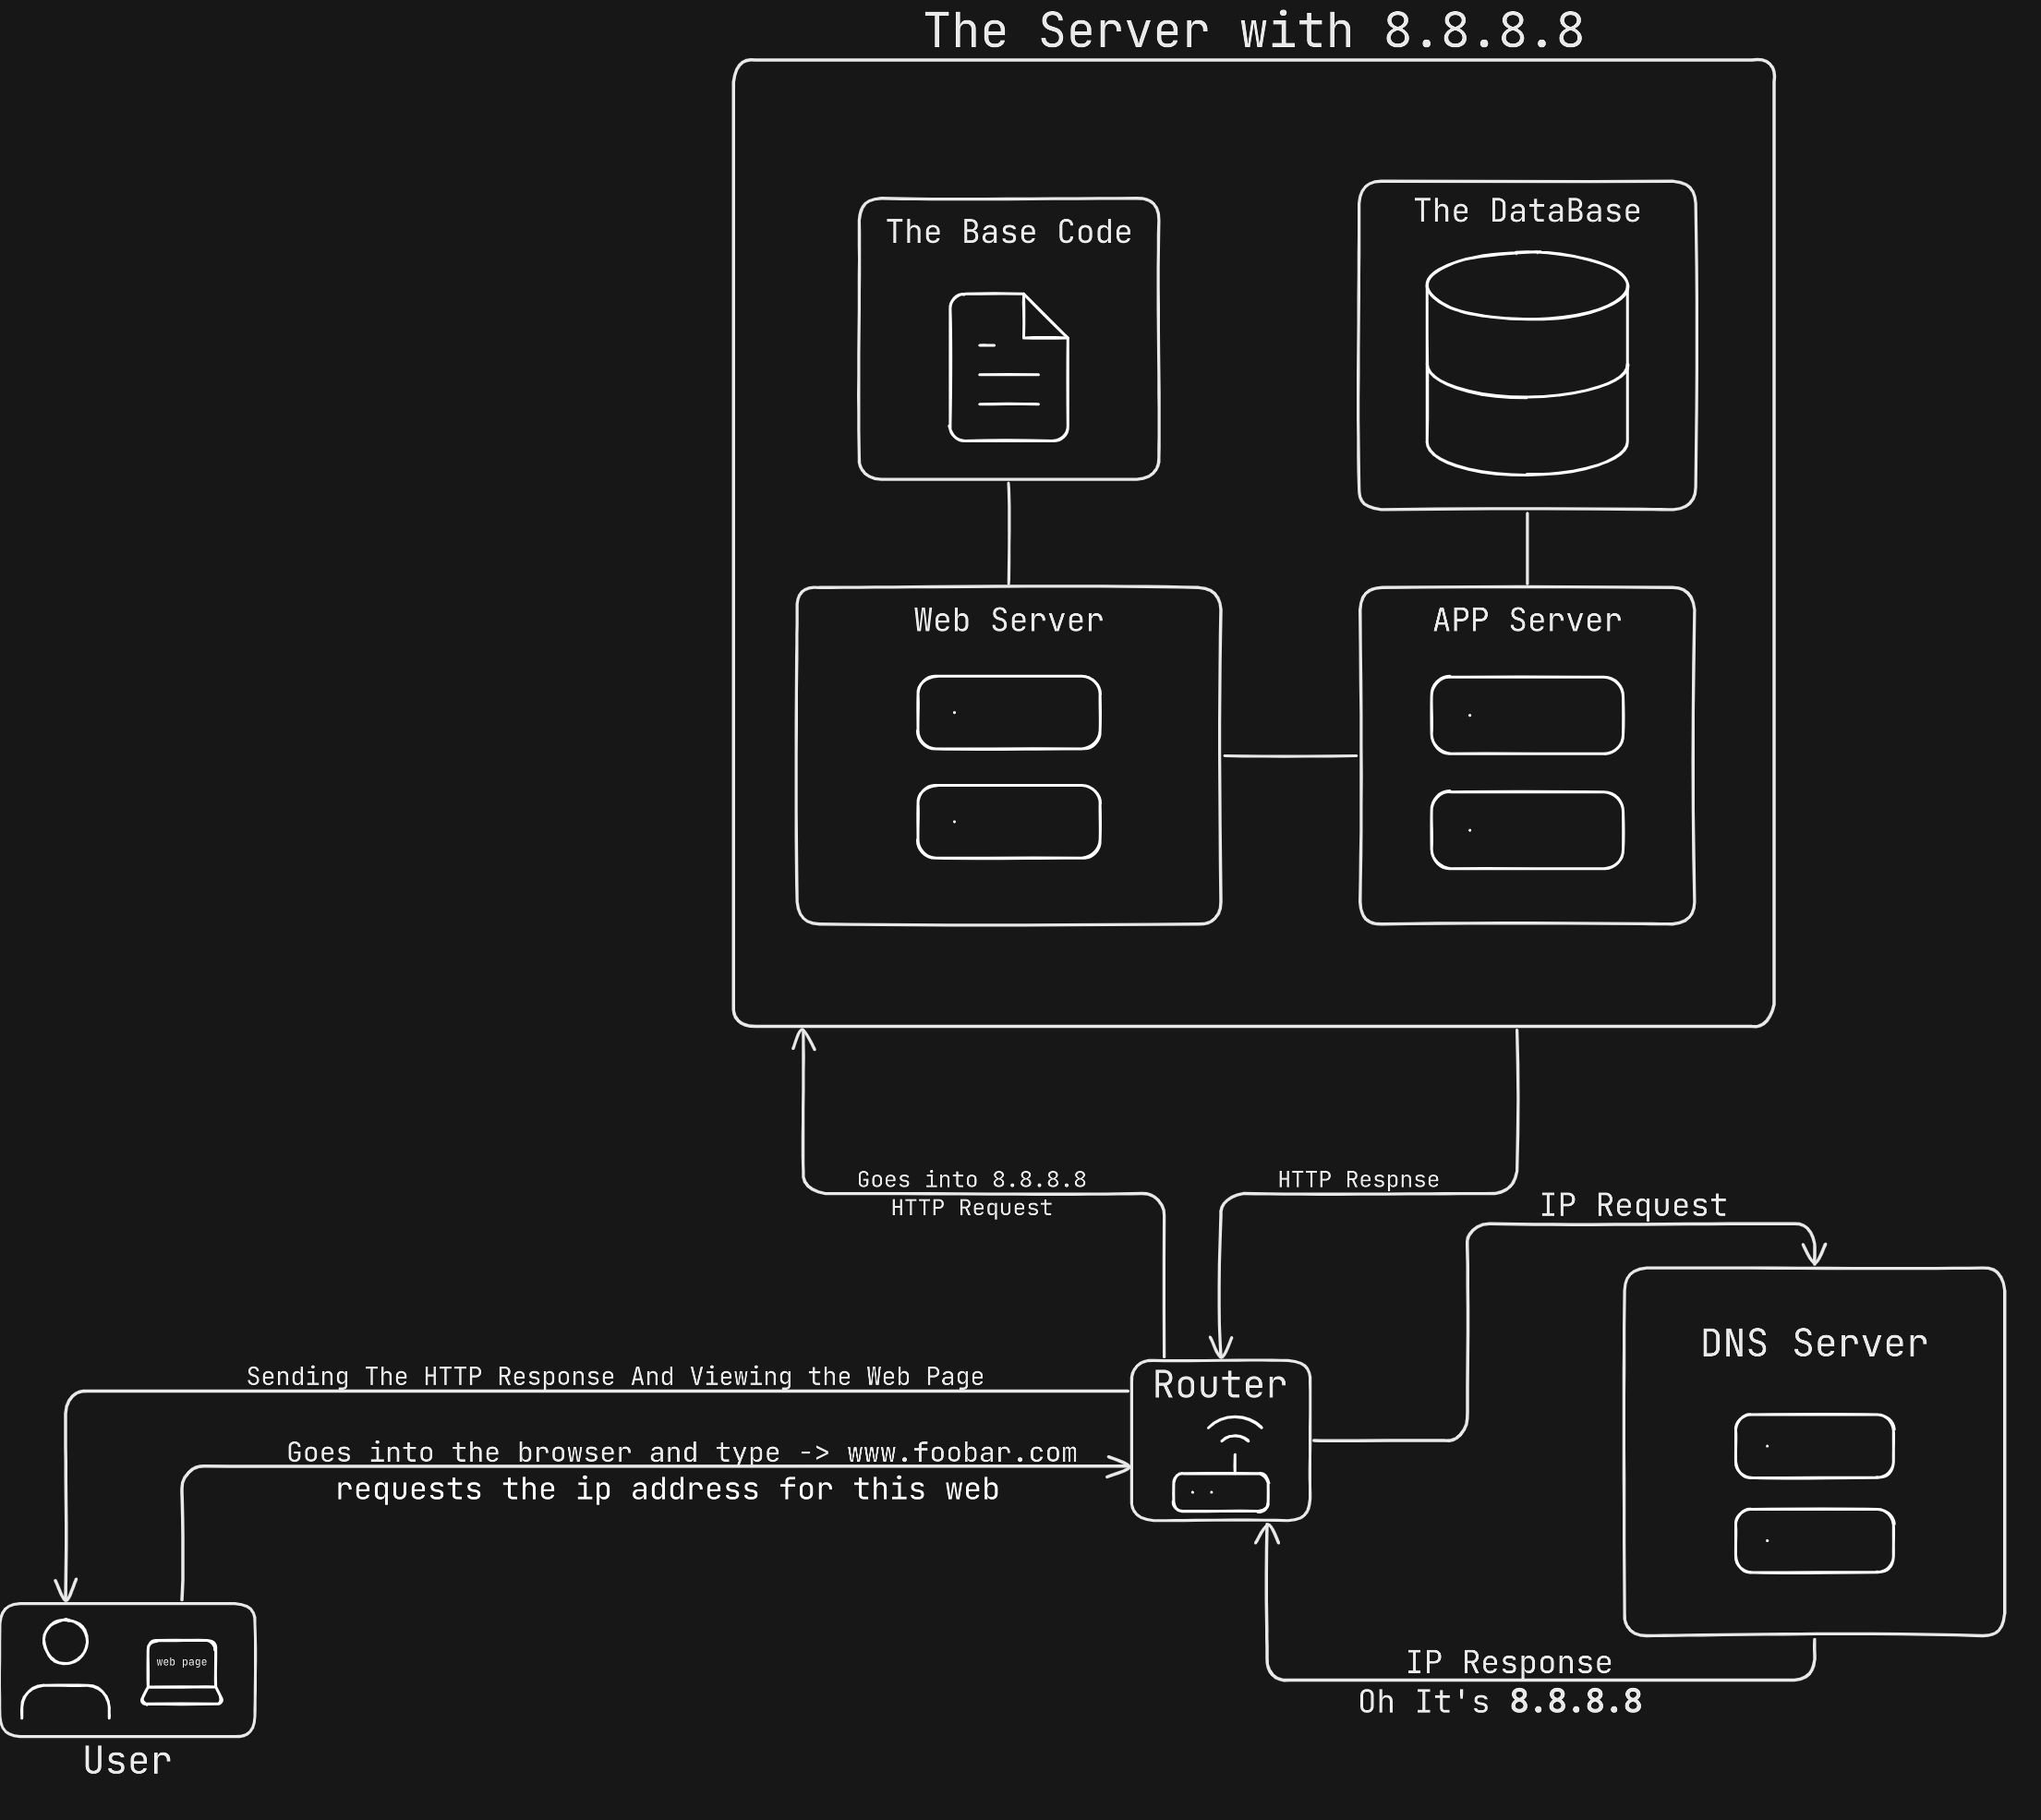 The Server with 8.8.8.8
The Base Code
The DataBase
Web Server
APP Server
Goes into 8.8.8.8
HTTP Request
HTTP Respnse
IP Request
DNS Server
Router
Sending The HTTP Response And Viewing the Web Page
Goes into the browser and type -> www.foobar.com
requests the ip address for this web
web page
User
IP Response
Oh It's 8.8.8.8